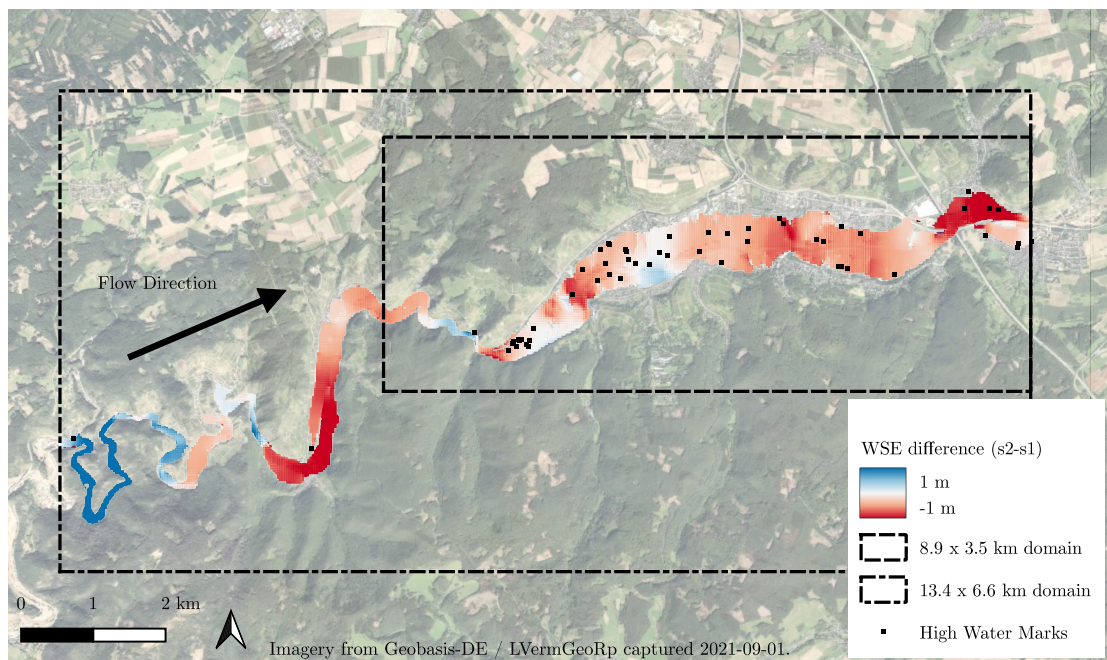 Flow Direction
WSE difference (s2-s1)
1 m
-1 m
8.9 x 3.5 km domain
13.4 x 6.6 km domain
High Water Marks
0 1 2 km
Imagery from Geobasis-DE / LVermGeoRp captured 2021-09-01.